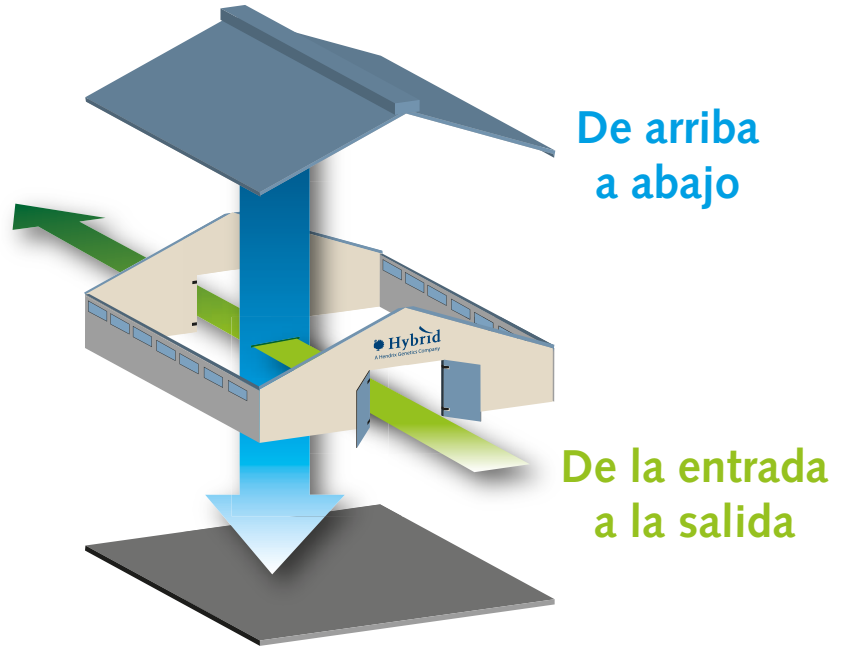 De arriba
a abajo
Hybrid
A Hendrix Genetics Company
De la entrada
a la salida